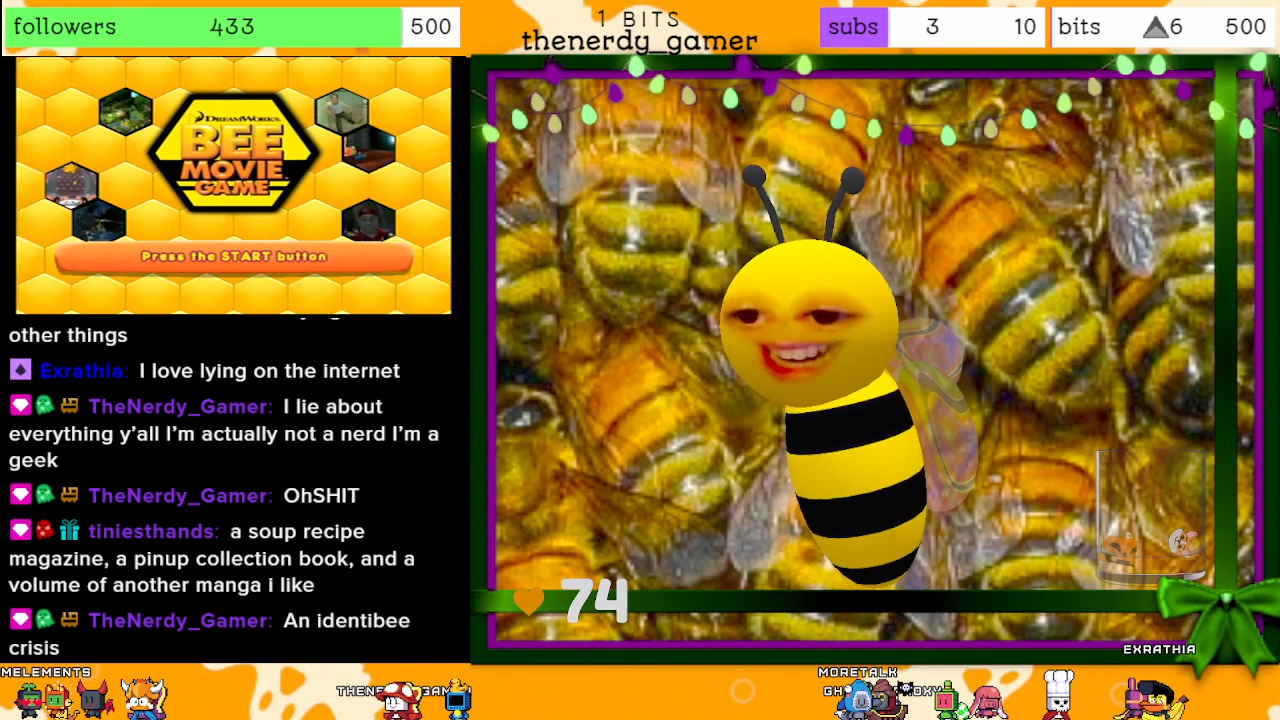 followers 433 500
1 BITS
thenerdy_gamer
subs 3 10
bits 6 500
DREAMWORKS
BEE
MOVIE
GAME
Press the START button
other things
Exrathia: I love lying on the internet
TheNerdy_Gamer: I lie about
everything y'all I'm actually not a nerd I'm a
geek
TheNerdy_Gamer: OhSHIT
tiniesthands: a soup recipe
magazine, a pinup collection book, and a
volume of another manga i like
TheNerdy_Gamer: An identibee
crisis
74
EXRATHIA
MELEMENTS
MORETALK